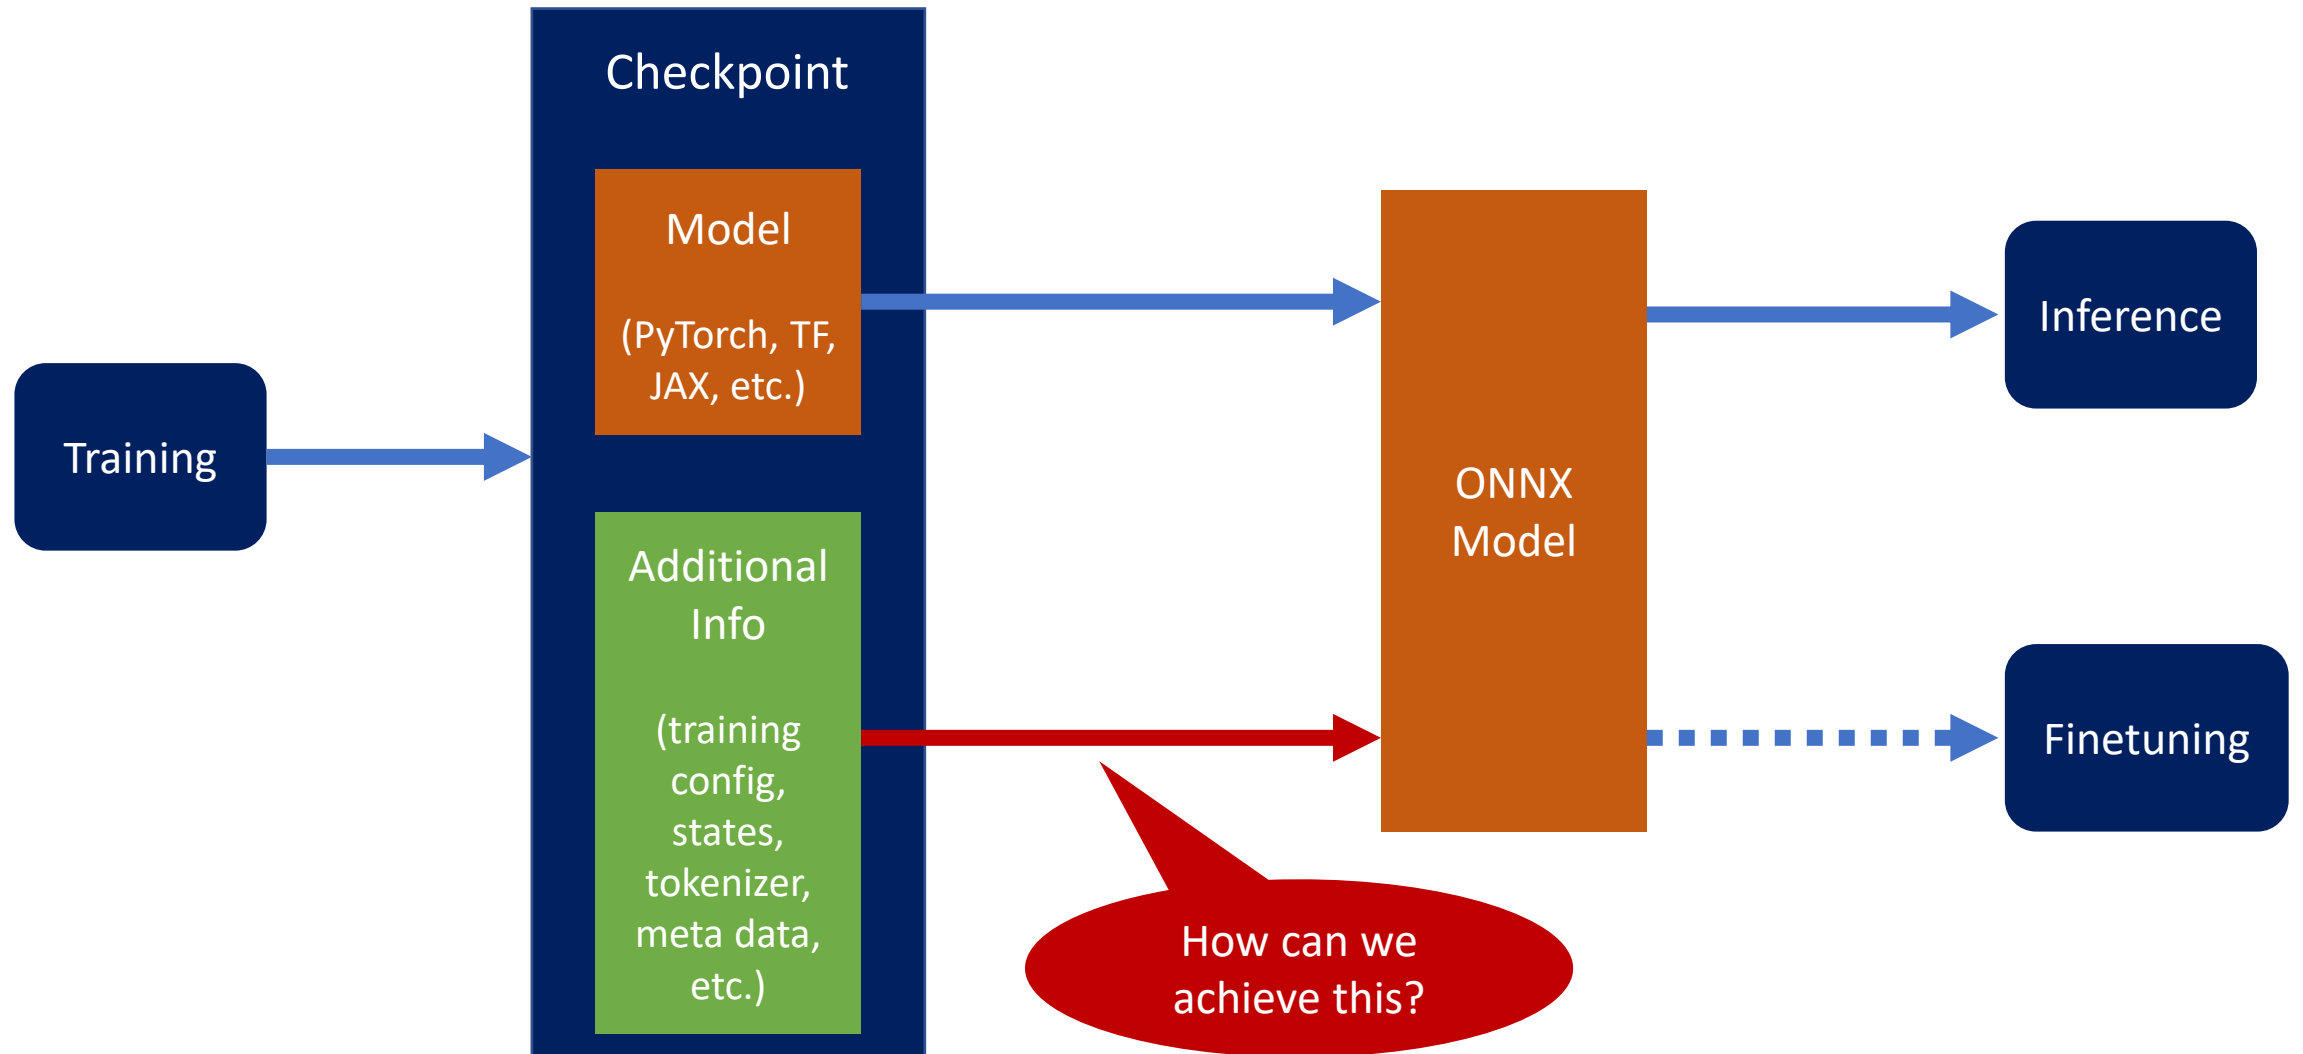 Training
Checkpoint
Model
(PyTorch, TF,
JAX, etc.)
Additional
Info
(training
config,
states,
tokenizer,
meta data,
etc.)
How can we
achieve this?
ONNX
Model
Inference
Finetuning